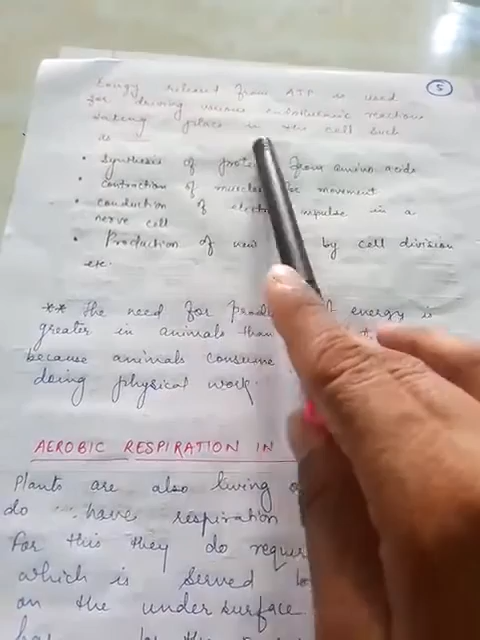 Energy released from ATP is used
for driving various endothermic reactions
taking place in the cell such
as
5
• Synthesis of from amino acids
• contraction of muscles for movement
• conduction of impulse in a
nerve cell
• Production of new by cell division
etc.
** The need for of energy is
greater in animals than
because animals consume
doing physical work.
AEROBIC RESPIRATION IN
Plants are also living
do have respiration
For this they do
which is served
on the under surface